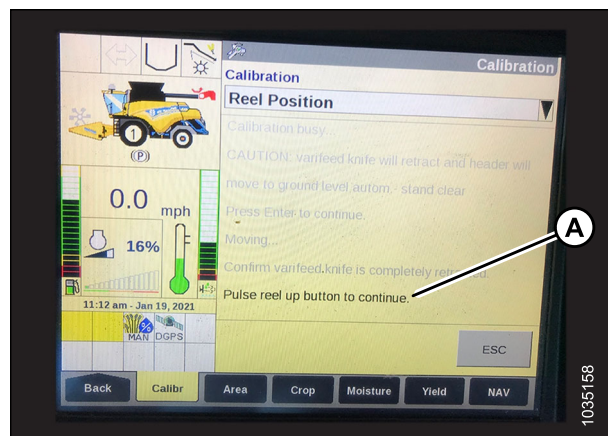 Calibration
Calibration
Reel Position
Calibration busy.
CAUTION: varifeed knife will retract and header will
move to ground level autom.- stand clear
Press Enter to continue.
Moving...
Confirm varifeed.knife is completely retracted.
Pulse reel up button to continue.
A
1
(P)
0.0 mph
F
16%
11:12 am - Jan 19, 2021
MAN DGPS
ESC
Back Calibr Area Crop Moisture Yield NAV
1035158